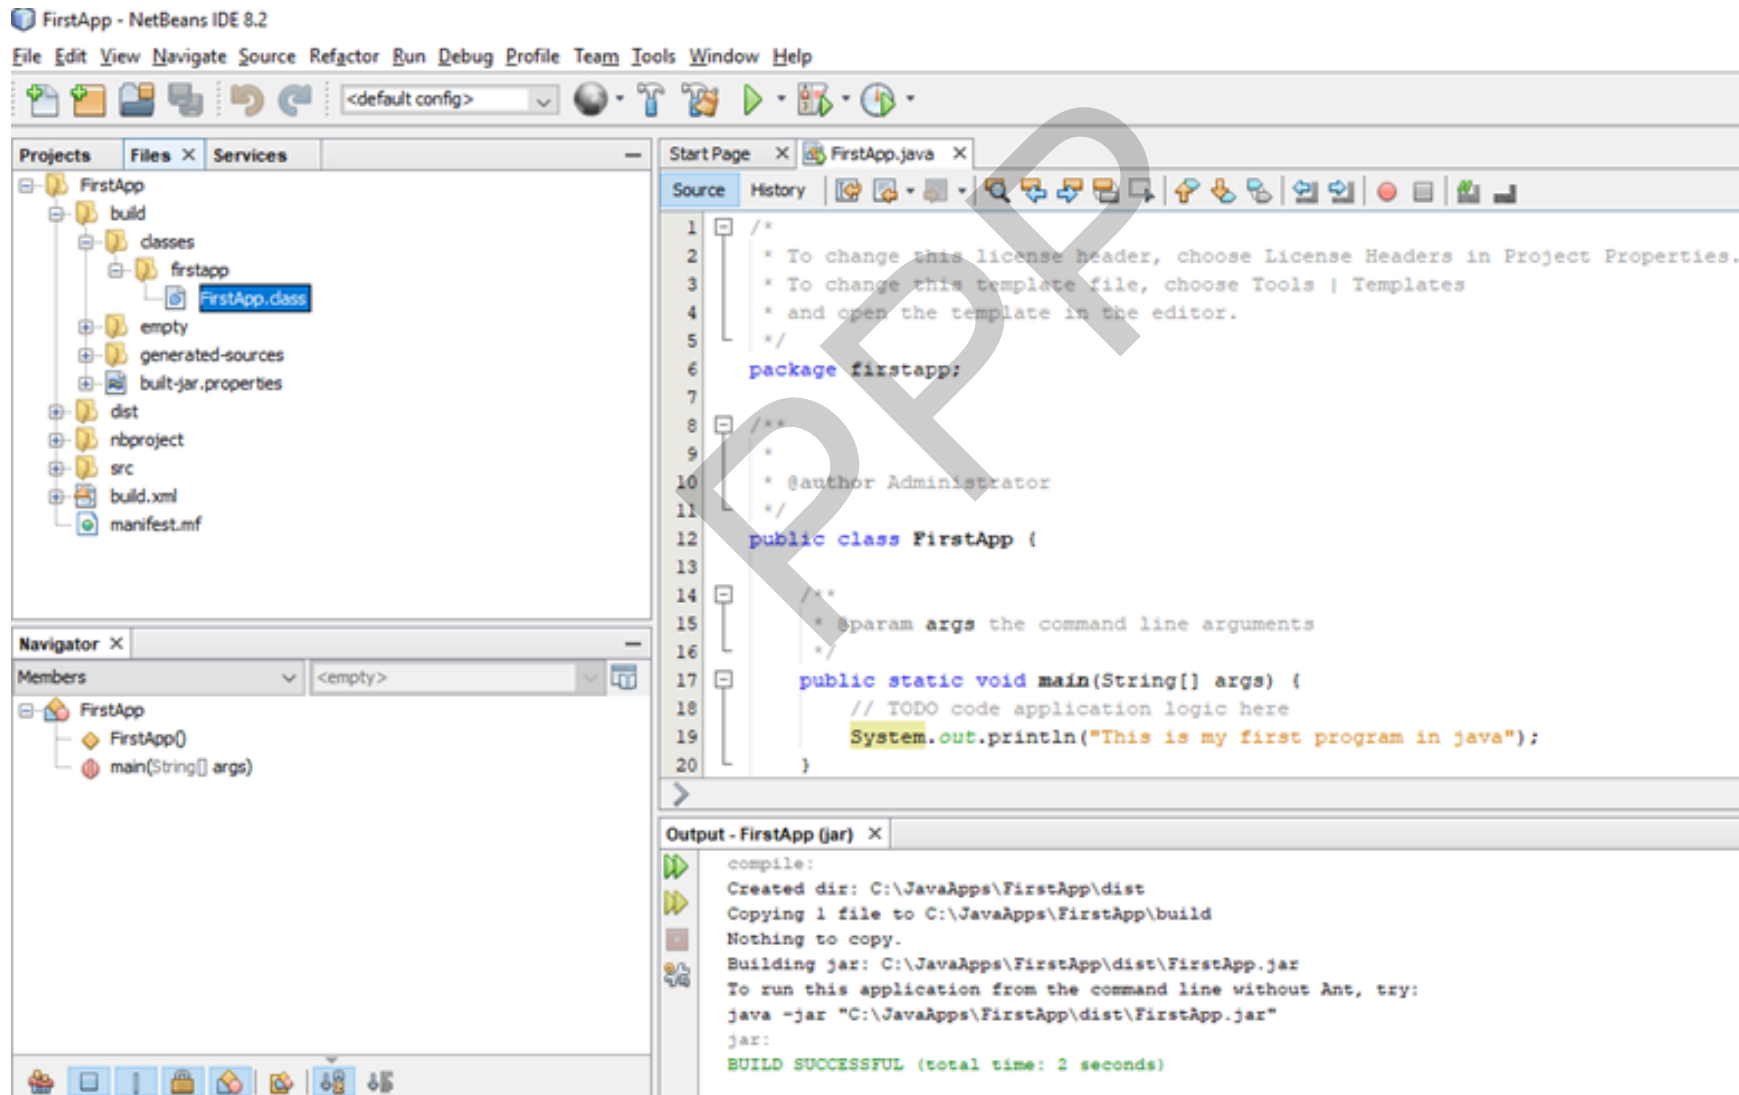 FirstApp - NetBeans IDE 8.2
File Edit View Navigate Source Refactor Run Debug Profile Team Tools Window Help
<default config>
Projects Files Services
FirstApp
build
classes
firstapp
FirstApp.class
empty
generated-sources
built-jar.properties
dist
nbproject
src
build.xml
manifest.mf
Navigator
Members <empty>
FirstApp
FirstApp()
main(String[] args)
Start Page FirstApp.java
Source History
1 /*
2 * To change this license header, choose License Headers in Project Properties.
3 * To change this template file, choose Tools | Templates
4 * and open the template in the editor.
5 */
6 package firstapp;
7
8 /**
9 *
10 * @author Administrator
11 */
12 public class FirstApp {
13
14 /**
15 * @param args the command line arguments
16 */
17 public static void main(String[] args) {
18 // TODO code application logic here
19 System.out.println("This is my first program in java");
20 }
Output - FirstApp (jar)
compile:
Created dir: C:\JavaApps\FirstApp\dist
Copying 1 file to C:\JavaApps\FirstApp\build
Nothing to copy.
Building jar: C:\JavaApps\FirstApp\dist\FirstApp.jar
To run this application from the command line without Ant, try:
java -jar "C:\JavaApps\FirstApp\dist\FirstApp.jar"
jar:
BUILD SUCCESSFUL (total time: 2 seconds)
PPP